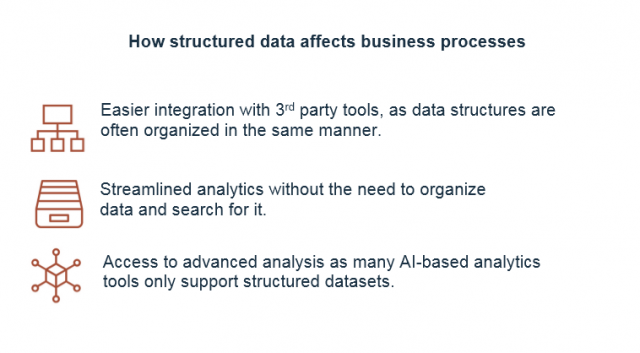 How structured data affects business processes
Easier integration with 3rd party tools, as data structures are
often organized in the same manner.
Streamlined analytics without the need to organize
data and search for it.
Access to advanced analysis as many AI-based analytics
tools only support structured datasets.